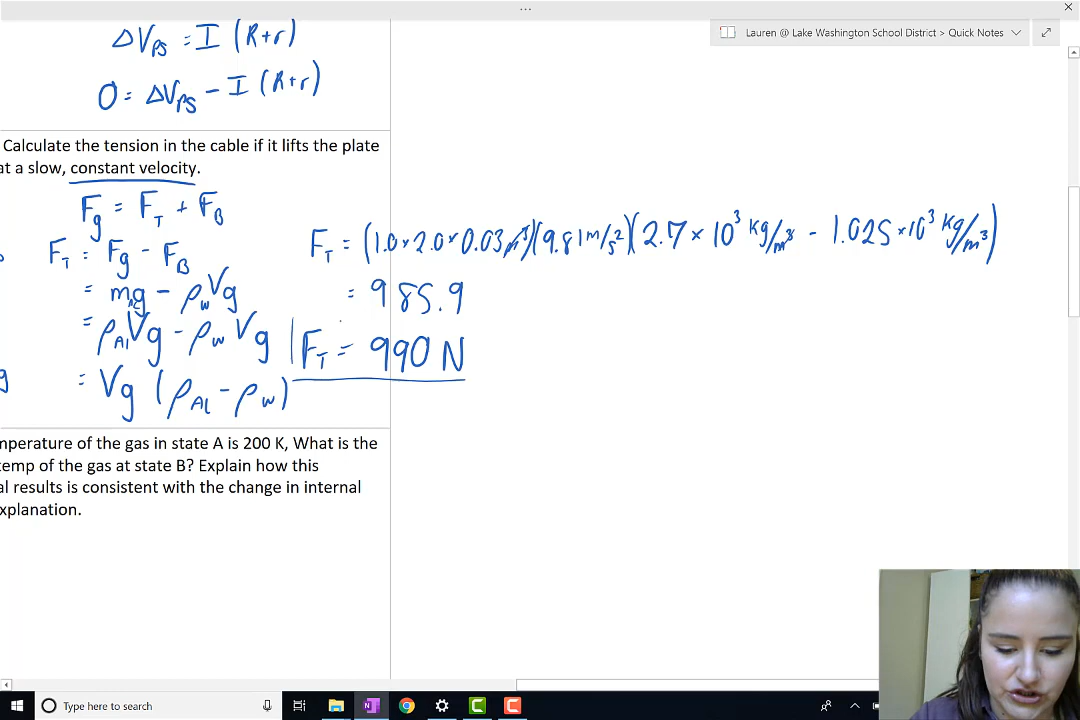 ...
Lauren @ Lake Washington School District > Quick Notes
ΔV_PS = I (R+r)
0 = ΔV_PS - I (R+r)
Calculate the tension in the cable if it lifts the plate
at a slow, constant velocity.
F_g = F_T + F_B
F_T = F_g - F_B
= m_Al g - ρ_w Vg
= ρ_Al Vg - ρ_w Vg
= Vg (ρ_Al - ρ_w)
F_T = (1.0 × 2.0 × 0.03 m³)(9.81 m/s²)(2.7 × 10³ kg/m³ - 1.025 × 10³ kg/m³)
= 985.9
F_T = 990 N
g
mperature of the gas in state A is 200 K, What is the
temp of the gas at state B? Explain how this
al results is consistent with the change in internal
xplanation.
Type here to search